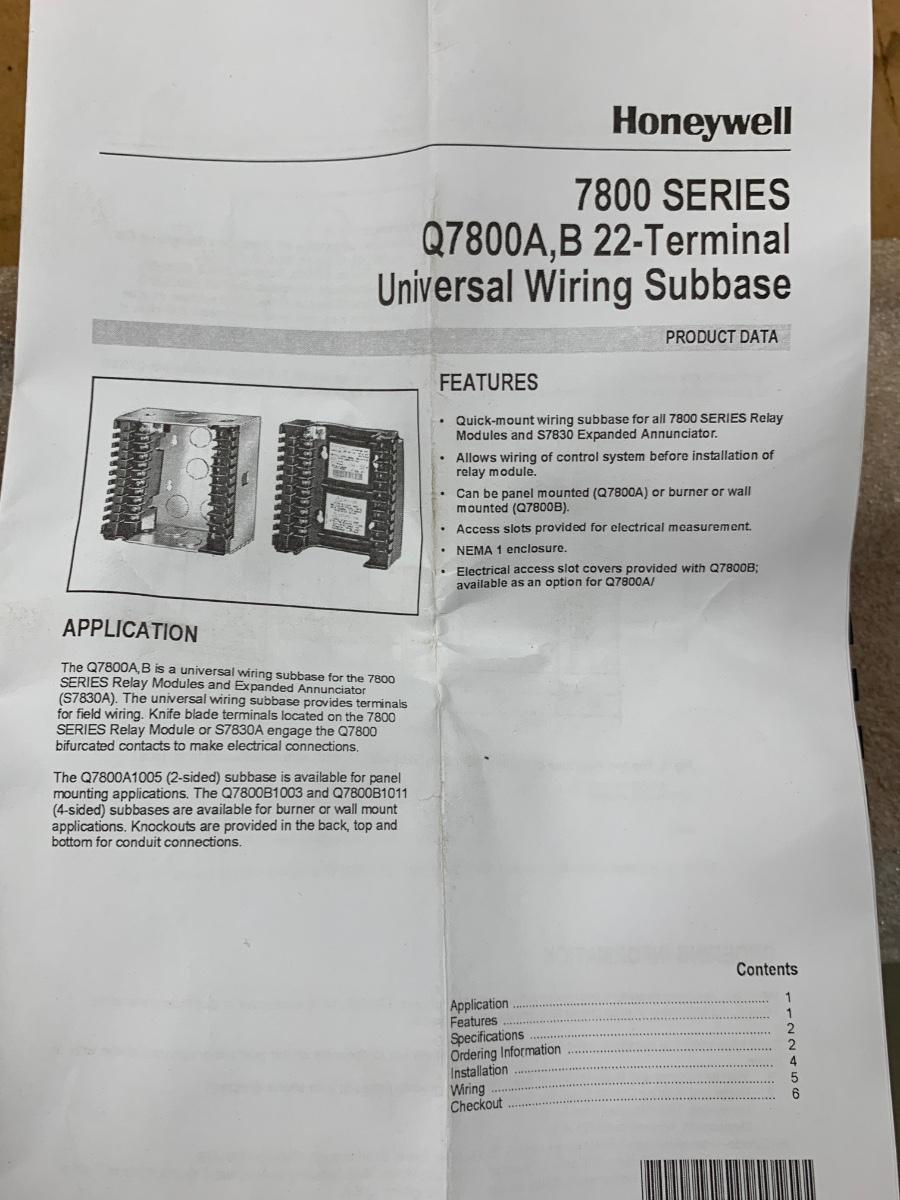 Honeywell
7800 SERIES
Q7800A,B 22-Terminal
Universal Wiring Subbase
PRODUCT DATA
FEATURES
• Quick-mount wiring subbase for all 7800 SERIES Relay
Modules and S7830 Expanded Annunciator.
• Allows wiring of control system before installation of
relay module.
• Can be panel mounted (Q7800A) or burner or wall
mounted (Q7800B).
• Access slots provided for electrical measurement.
• NEMA 1 enclosure.
• Electrical access slot covers provided with Q7800B;
available as an option for Q7800A/
APPLICATION
The Q7800A,B is a universal wiring subbase for the 7800
SERIES Relay Modules and Expanded Annunciator
(S7830A). The universal wiring subbase provides terminals
for field wiring. Knife blade terminals located on the 7800
SERIES Relay Module or S7830A engage the Q7800
bifurcated contacts to make electrical connections.
The Q7800A1005 (2-sided) subbase is available for panel
mounting applications. The Q7800B1003 and Q7800B1011
(4-sided) subbases are available for burner or wall mount
applications. Knockouts are provided in the back, top and
bottom for conduit connections.
Contents
Application ........................ 1
Features ........................ 1
Specifications ........................ 2
Ordering Information ........................ 2
Installation ........................ 4
Wiring ........................ 5
Checkout ........................ 6